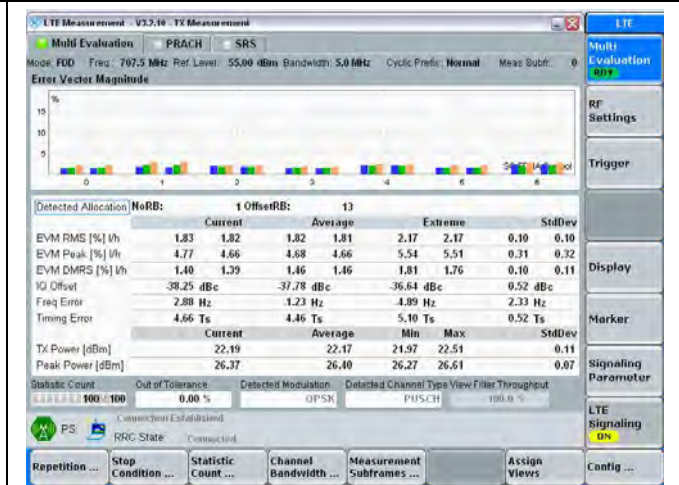 LTE Measurement - V3.2.10 - TX Measurement
LTE
Multi Evaluation PRACH SRS
Mode: FDD Freq.: 707.5 MHz Ref. Level: 55.00 dBm Bandwidth: 5.0 MHz Cyclic Prefix: Normal Meas Subfr.: 0
Error Vector Magnitude
%
15
10
5
0 1 2 3 4 5 6
Detected Allocation NoRB: 1 OffsetRB: 13
Current Average Extreme StdDev
EVM RMS [%] l/h 1.83 1.82 1.82 1.81 2.17 2.17 0.10 0.10
EVM Peak [%] l/h 4.77 4.66 4.68 4.66 5.54 5.51 0.31 0.32
EVM DMRS [%] l/h 1.40 1.39 1.46 1.46 1.81 1.76 0.10 0.11
IQ Offset -38.25 dBc -37.78 dBc -36.64 dBc 0.52 dBc
Freq Error 2.88 Hz -1.23 Hz -4.89 Hz 2.33 Hz
Timing Error 4.66 Ts 4.46 Ts 5.10 Ts 0.52 Ts
Current Average Min Max StdDev
TX Power [dBm] 22.19 22.17 21.97 22.51 0.11
Peak Power [dBm] 26.37 26.40 26.27 26.61 0.07
Statistic Count Out of Tolerance Detected Modulation Detected Channel Type View Filter Throughput
100 / 100 0.00 % QPSK PUSCH 100.0 %
PS Connection Established
RRC State Connected
Repetition ... Stop Condition ... Statistic Count ... Channel Bandwidth ... Measurement Subframes ... Assign Views Config ...
Multi Evaluation
RDY
RF Settings
Trigger
Display
Marker
Signaling Parameter
LTE Signaling
ON